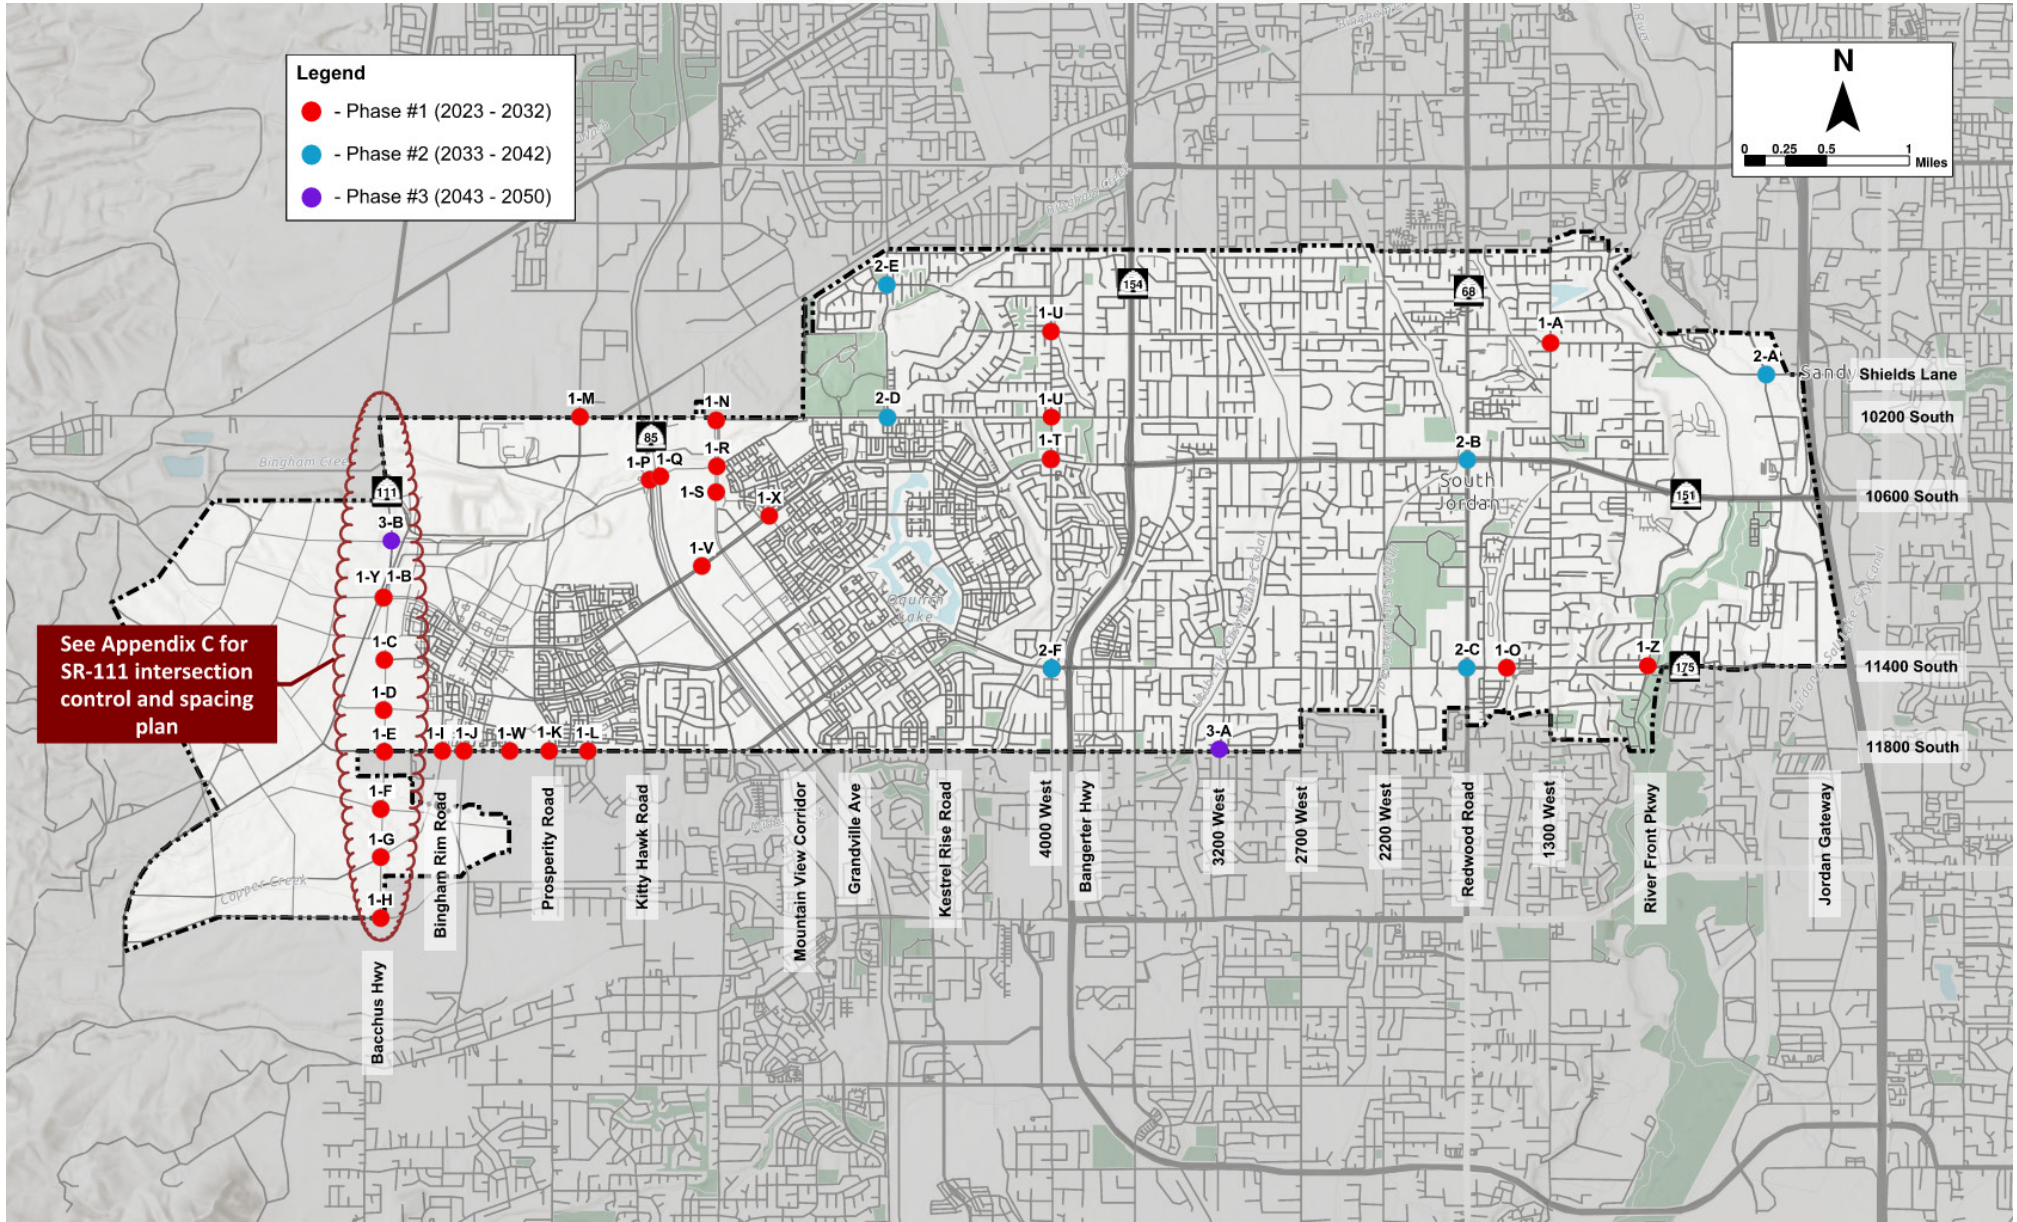 Legend
- Phase #1 (2023 - 2032)
- Phase #2 (2033 - 2042)
- Phase #3 (2043 - 2050)
N
0 0.25 0.5 1
Miles
Bingham Creek
2-E
154
68
1-U
1-A
2-A
Sandy
Shields Lane
1-M
1-N
2-D
1-U
10200 South
85
1-T
2-B
1-P
1-Q
1-R
Bingham Creek
111
1-S
1-X
South
Jordan
151
10600 South
3-B
1-V
1-Y
1-B
Oquirrh
Lake
See Appendix C for
SR-111 intersection
control and spacing
plan
1-C
2-F
2-C
1-O
1-Z
175
11400 South
1-D
1-E
1-I
1-J
1-W
1-K
1-L
3-A
11800 South
1-F
1-G
1-H
Copper Creek
Bacchus Hwy
Bingham Rim Road
Prosperity Road
Kitty Hawk Road
Mountain View Corridor
Grandville Ave
Kestrel Rise Road
4000 West
Bangerter Hwy
3200 West
2700 West
2200 West
Redwood Road
1300 West
River Front Pkwy
Jordan Gateway